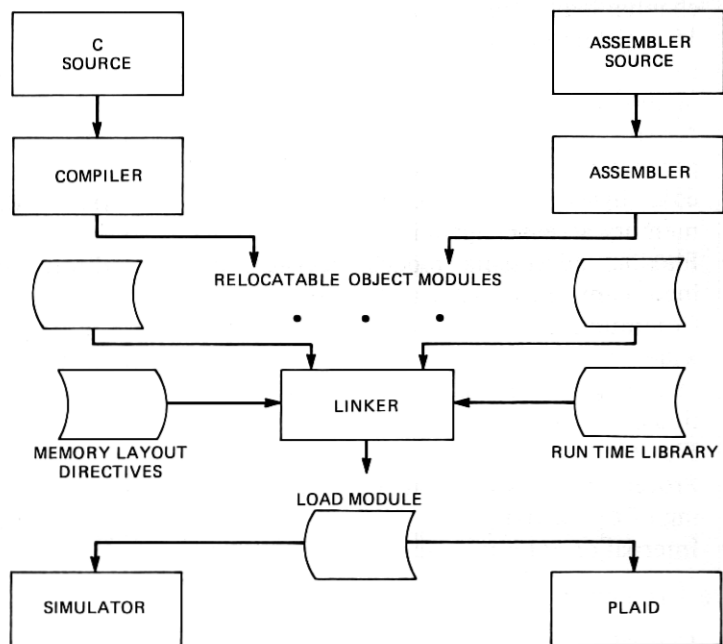 C
SOURCE
ASSEMBLER
SOURCE
COMPILER
ASSEMBLER
RELOCATABLE OBJECT MODULES
LINKER
MEMORY LAYOUT
DIRECTIVES
RUN TIME LIBRARY
LOAD MODULE
SIMULATOR
PLAID